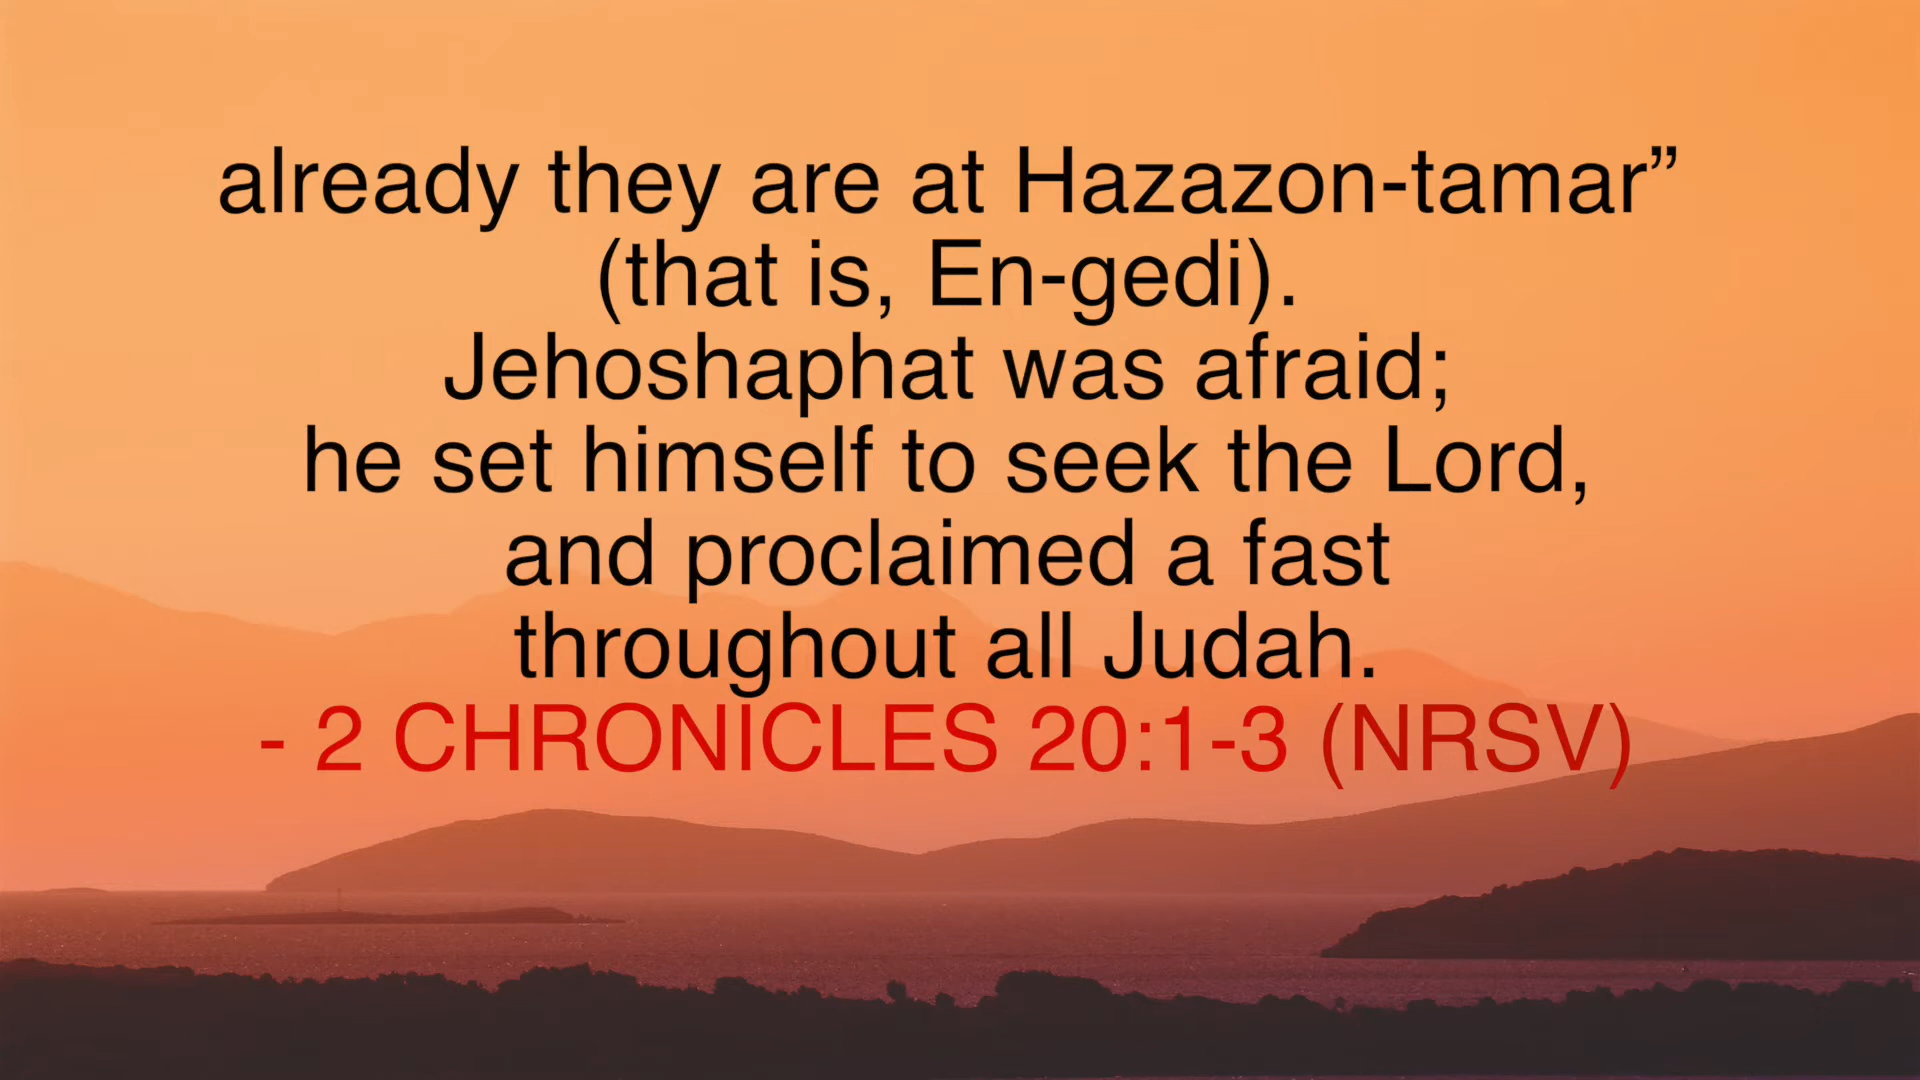 already they are at Hazazon-tamar”
(that is, En-gedi).
Jehoshaphat was afraid;
he set himself to seek the Lord,
and proclaimed a fast
throughout all Judah.
- 2 CHRONICLES 20:1-3 (NRSV)